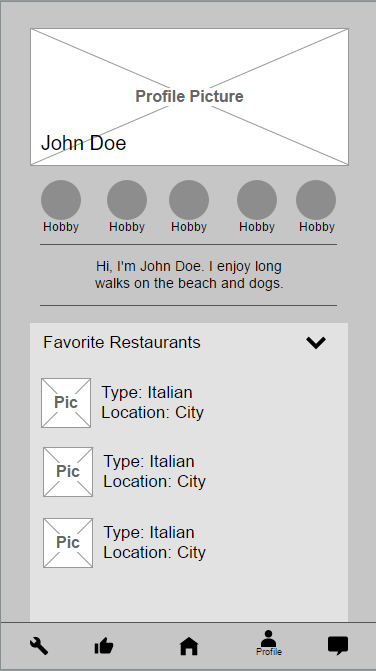 Profile Picture
John Doe
Hobby Hobby Hobby Hobby Hobby
Hi, I'm John Doe. I enjoy long
walks on the beach and dogs.
Favorite Restaurants
Pic
Type: Italian
Location: City
Pic
Type: Italian
Location: City
Pic
Type: Italian
Location: City
Profile